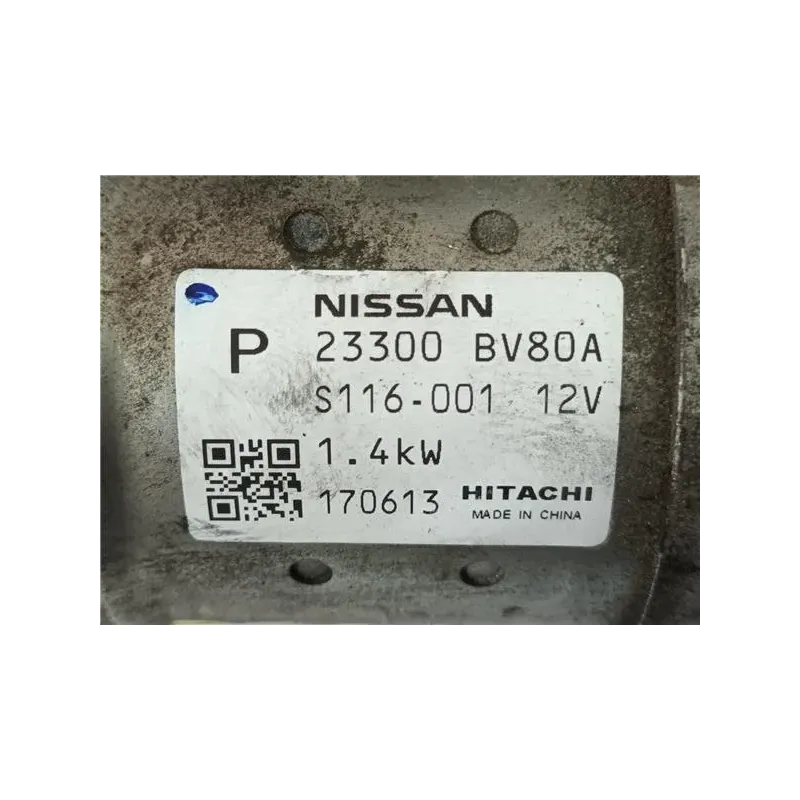 NISSAN
P 23300 BV80A
S116-001 12V
1.4kW
170613 HITACHI
MADE IN CHINA